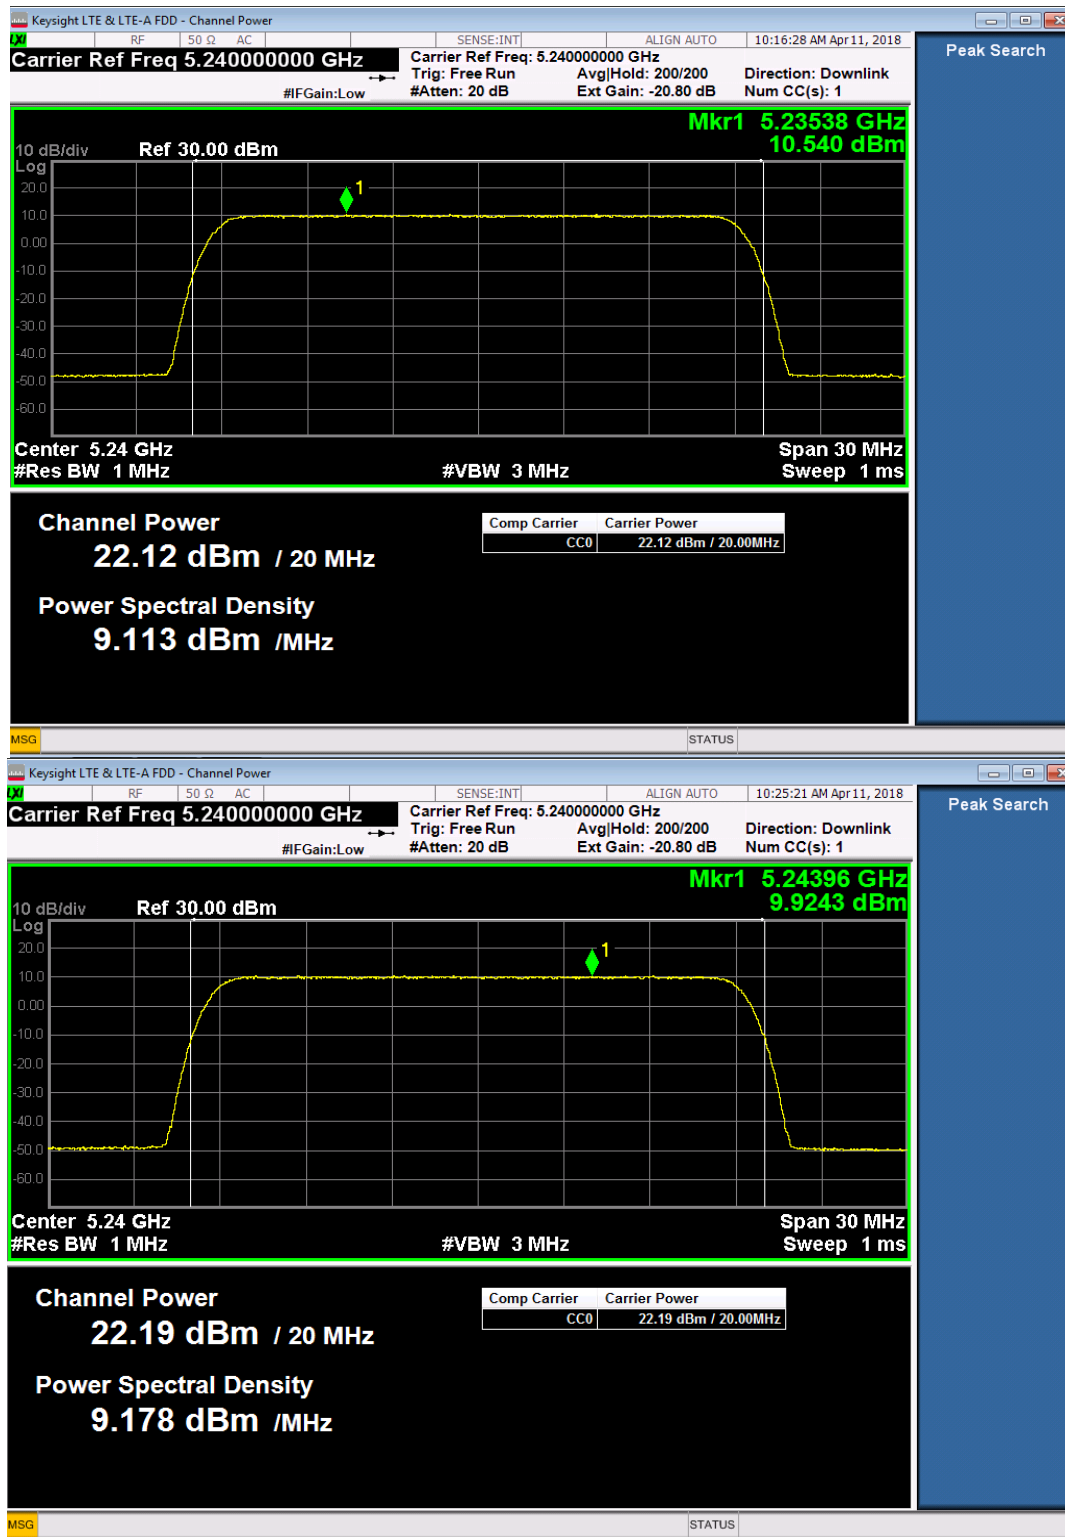 Keysight LTE & LTE-A FDD - Channel Power
LXI RF 50 Ω AC SENSE:INT ALIGN AUTO 10:16:28 AM Apr 11, 2018
Carrier Ref Freq 5.240000000 GHz
#IFGain:Low
Carrier Ref Freq: 5.240000000 GHz
Trig: Free Run Avg|Hold: 200/200 Direction: Downlink
#Atten: 20 dB Ext Gain: -20.80 dB Num CC(s): 1
Peak Search
Mkr1 5.23538 GHz
10.540 dBm
10 dB/div Ref 30.00 dBm
Log
1
20.0
10.0
0.00
-10.0
-20.0
-30.0
-40.0
-50.0
-60.0
Center 5.24 GHz Span 30 MHz
#Res BW 1 MHz #VBW 3 MHz Sweep 1 ms
Channel Power
22.12 dBm / 20 MHz
Comp Carrier Carrier Power
CC0 22.12 dBm / 20.00MHz
Power Spectral Density
9.113 dBm /MHz
MSG STATUS
Keysight LTE & LTE-A FDD - Channel Power
LXI RF 50 Ω AC SENSE:INT ALIGN AUTO 10:25:21 AM Apr 11, 2018
Carrier Ref Freq 5.240000000 GHz
#IFGain:Low
Carrier Ref Freq: 5.240000000 GHz
Trig: Free Run Avg|Hold: 200/200 Direction: Downlink
#Atten: 20 dB Ext Gain: -20.80 dB Num CC(s): 1
Peak Search
Mkr1 5.24396 GHz
9.9243 dBm
10 dB/div Ref 30.00 dBm
Log
1
20.0
10.0
0.00
-10.0
-20.0
-30.0
-40.0
-50.0
-60.0
Center 5.24 GHz Span 30 MHz
#Res BW 1 MHz #VBW 3 MHz Sweep 1 ms
Channel Power
22.19 dBm / 20 MHz
Comp Carrier Carrier Power
CC0 22.19 dBm / 20.00MHz
Power Spectral Density
9.178 dBm /MHz
MSG STATUS